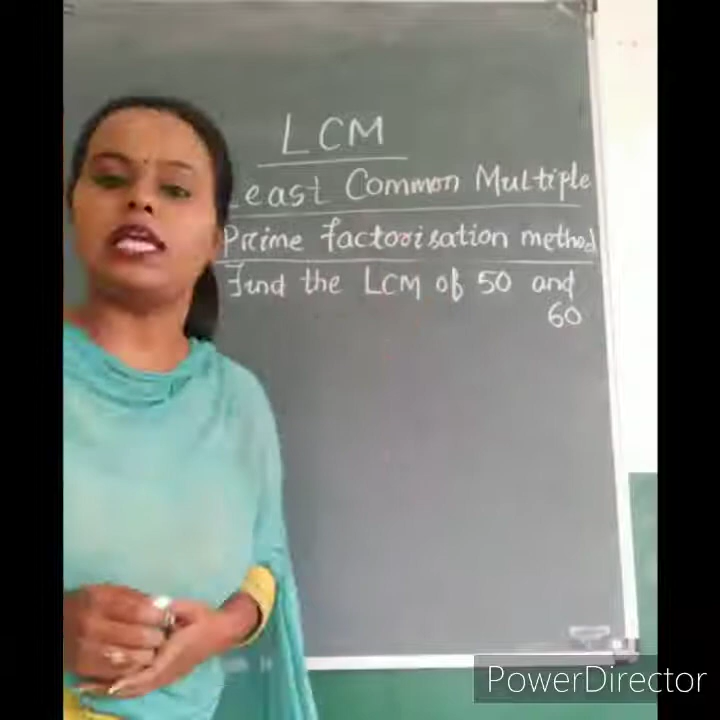 LCM
Least Common Multiple
Prime factorisation method
Find the LCM of 50 and
60
PowerDirector